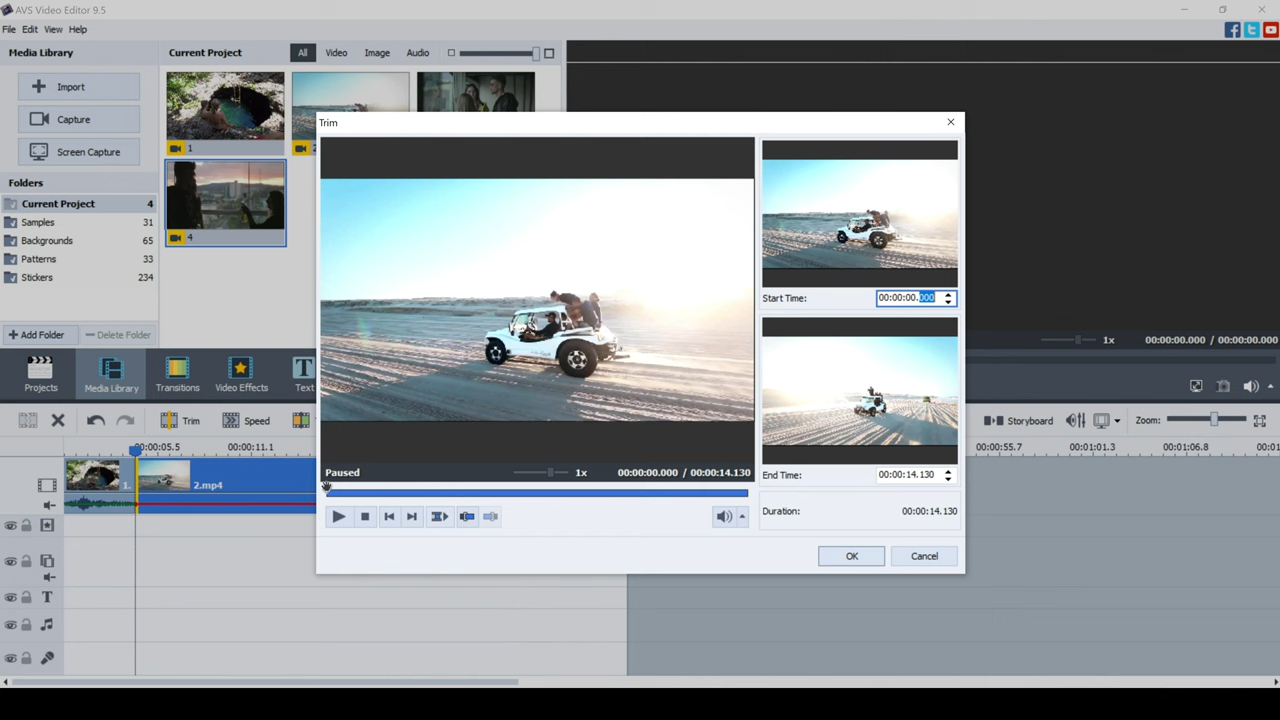 AVS Video Editor 9.5
File Edit View Help
Media Library
Current Project
All Video Image Audio
Import
Capture
Screen Capture
Folders
Current Project 4
Samples 31
Backgrounds 65
Patterns 33
Stickers 234
+ Add Folder
Delete Folder
1
2
4
Trim
Start Time: 00:00:00.000
End Time: 00:00:14.130
Duration: 00:00:14.130
Paused 1x 00:00:00.000 / 00:00:14.130
OK Cancel
1x 00:00:00.000 / 00:00:00.000
Projects Media Library Transitions Video Effects Text
Trim Speed
Storyboard Zoom:
00:00:05.5 00:00:11.1 00:00:55.7 00:01:01.3 00:01:06.8 00:01
1. 2.mp4
T